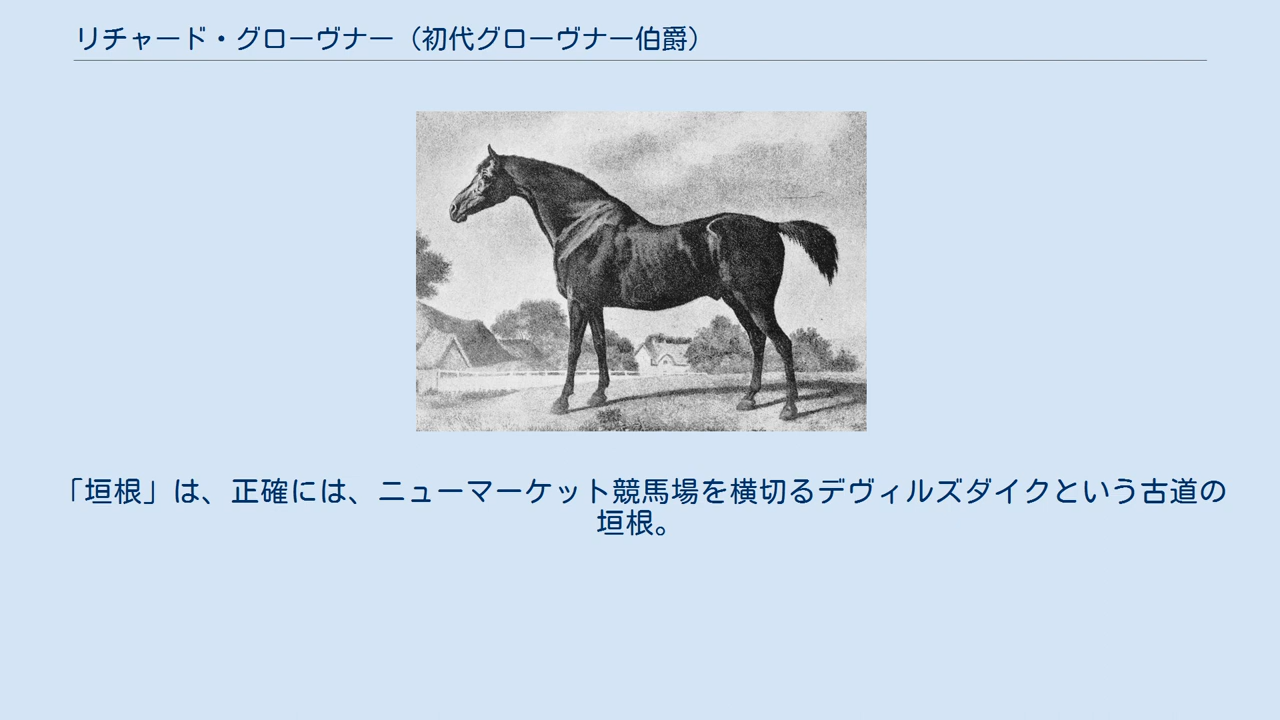 リチャード・グローヴナー（初代グローヴナー伯爵）
「垣根」は、正確には、ニューマーケット競馬場を横切るデヴィルズダイクという古道の
垣根。